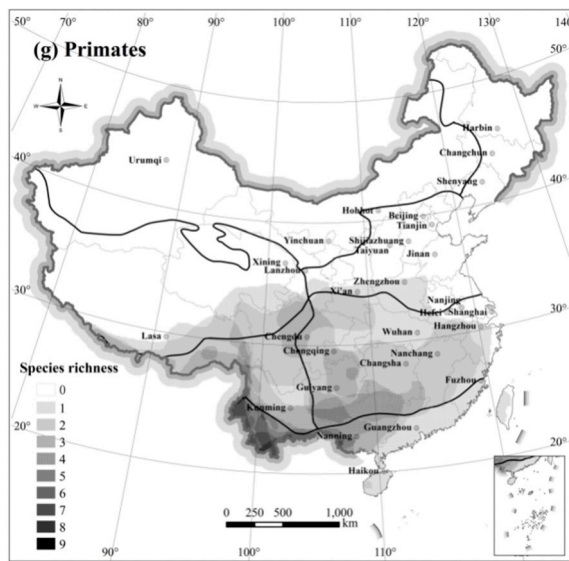 50° 60° 70° 80° 90° 100° 110° 120° 130° 140
(g) Primates
N
W E
S
50°
40°
30°
20°
50°
40°
30°
20°
Harbin
Changchun
Shenyang
Urumqi
Hohhot
Beijing
Tianjin
Yinchuan
Shijiazhuang
Taiyuan
Jinan
Xining
Lanzhou
Zhengzhou
Xi'an
Nanjing
Hefei
Shanghai
Hangzhou
Wuhan
Lasa
Chengdu
Chongqing
Nanchang
Changsha
Guiyang
Fuzhou
Kunming
Guangzhou
Nanning
Haikou
Species richness
0
1
2
3
4
5
6
7
8
9
0 250 500 1,000
km
90° 100° 110°